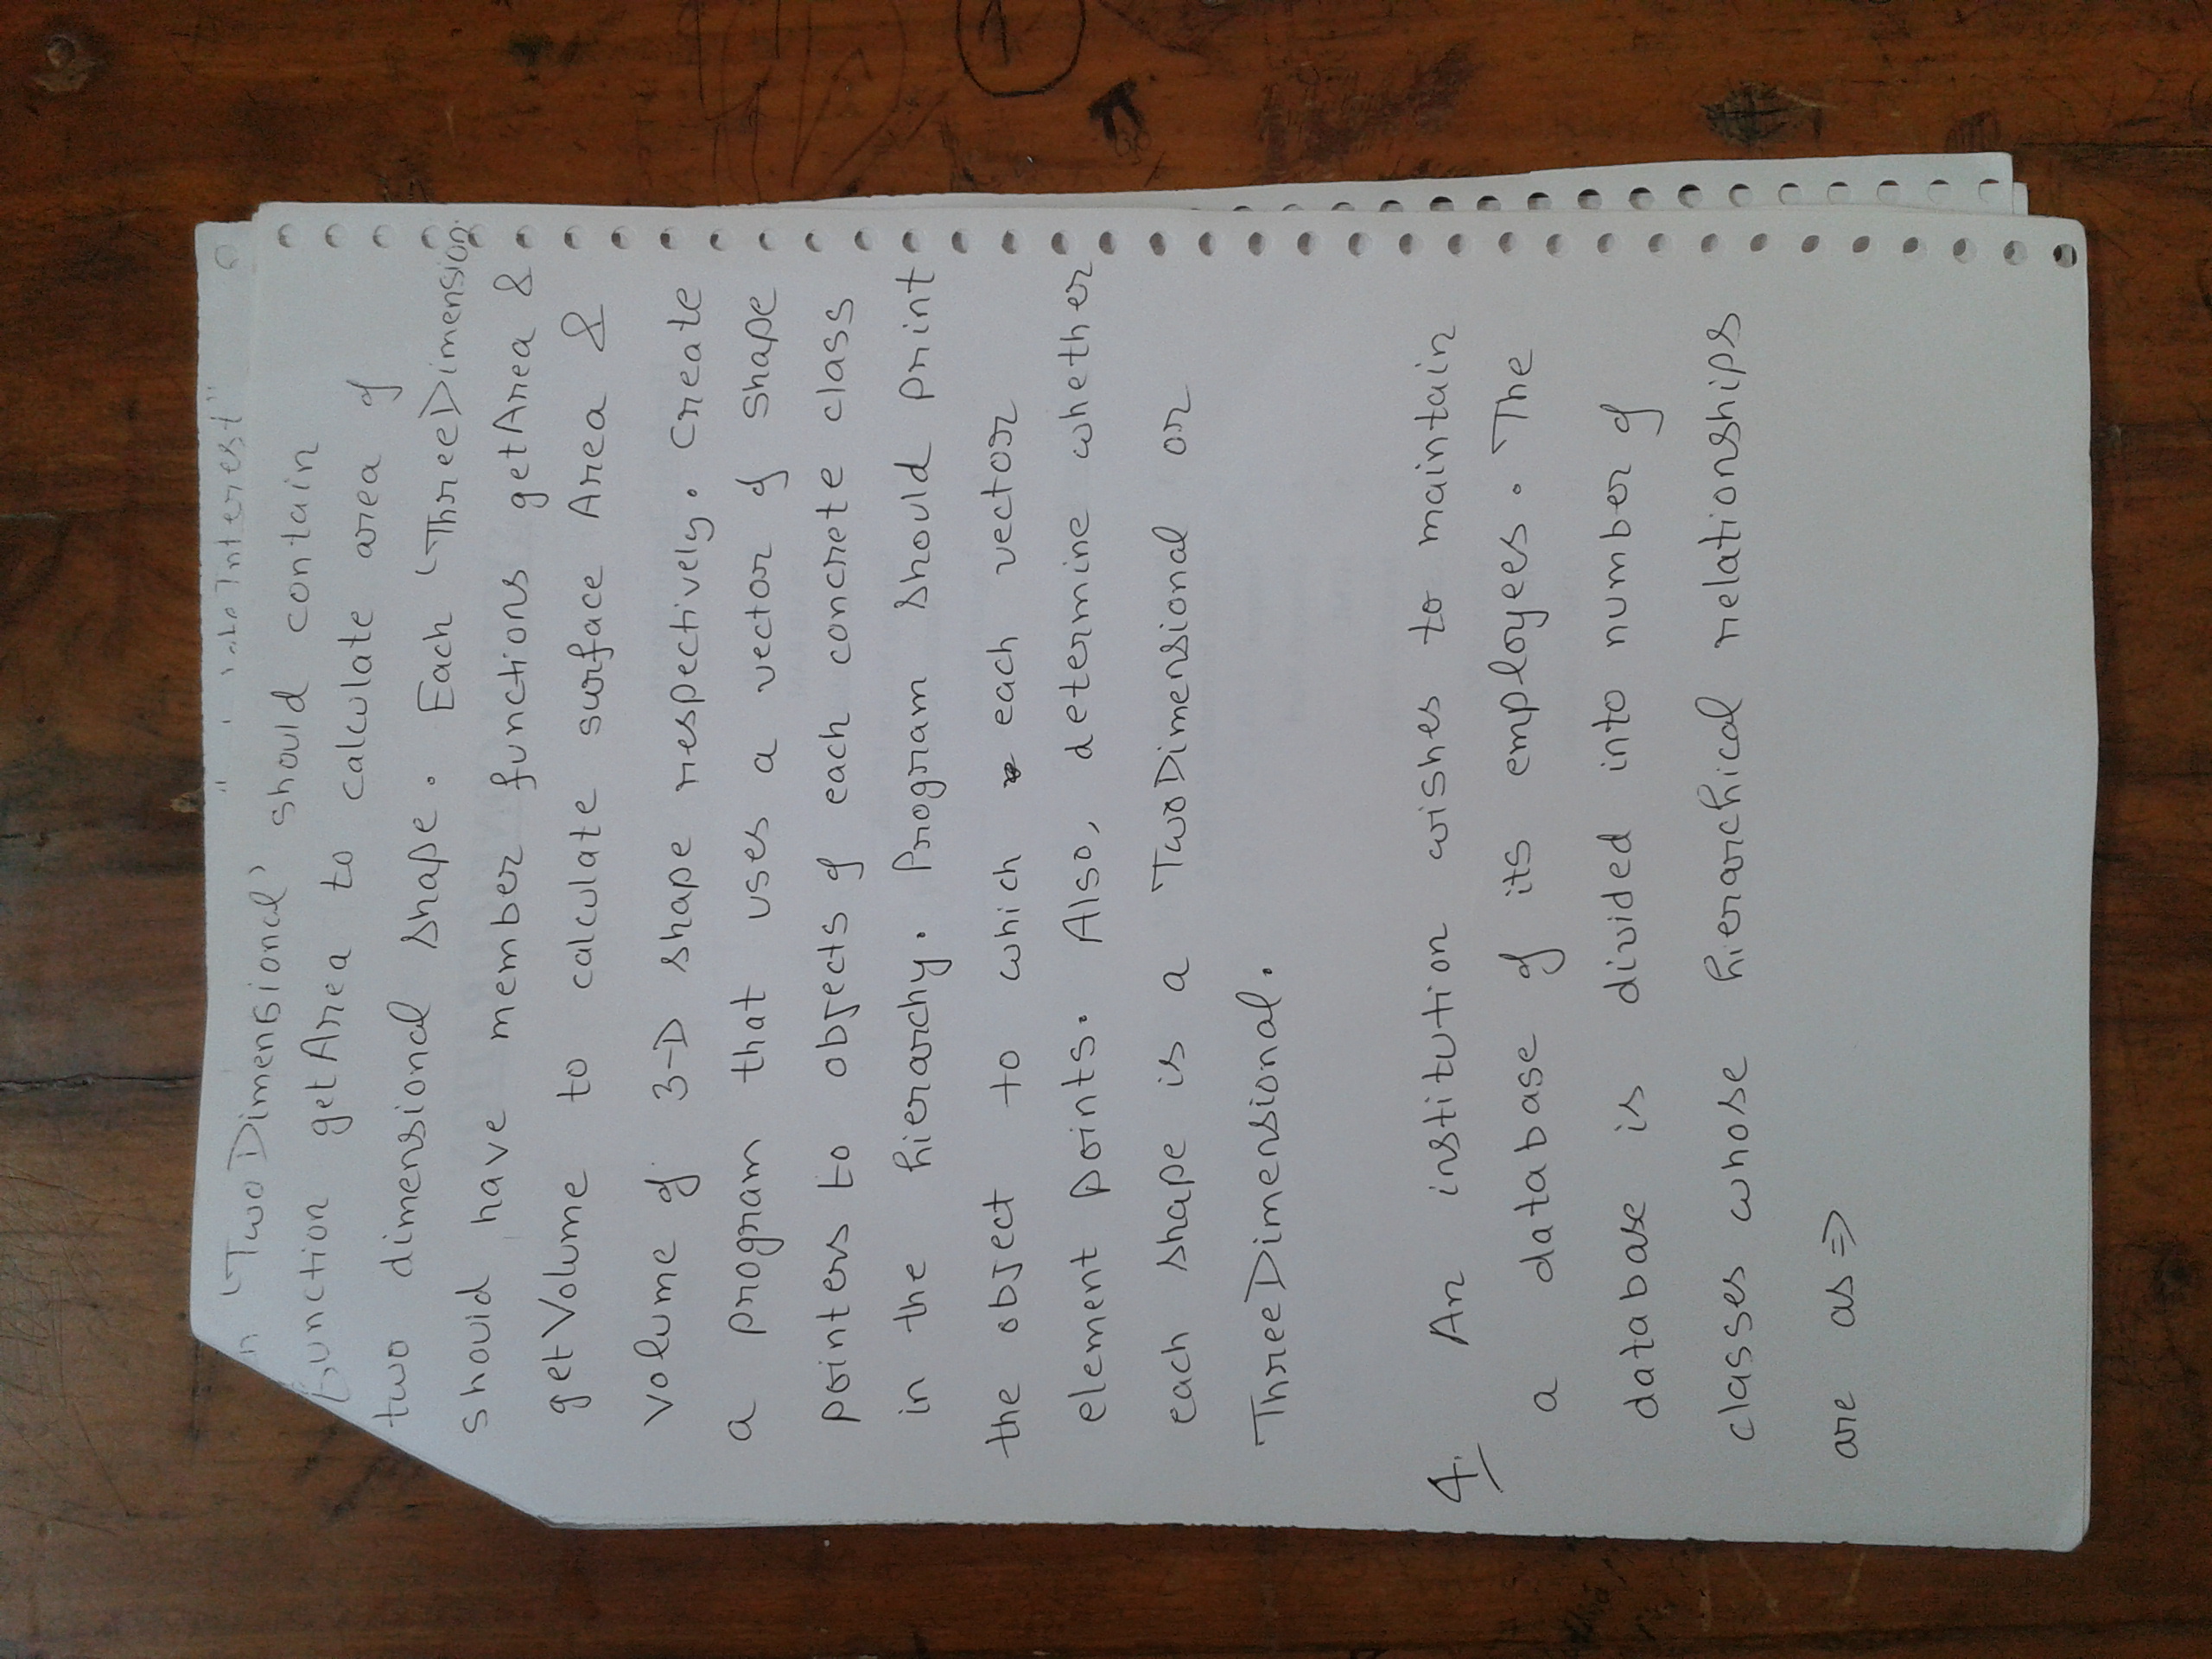 "TwoDimensional" should contain
function getArea to calculate area of
two dimensional shape. Each "ThreeDimension
should have member functions getArea &
getVolume to calculate surface Area &
volume of 3-D shape respectively. Create
a program that uses a vector of shape
pointers to objects of each concrete class
in the hierarchy. Program should print
the object to which each vector
element points. Also, determine whether
each shape is a TwoDimensional or
ThreeDimensional.
4. An institution wishes to maintain
a database of its employees. The
database is divided into number of
classes whose hierarchical relationships
are as ⇒